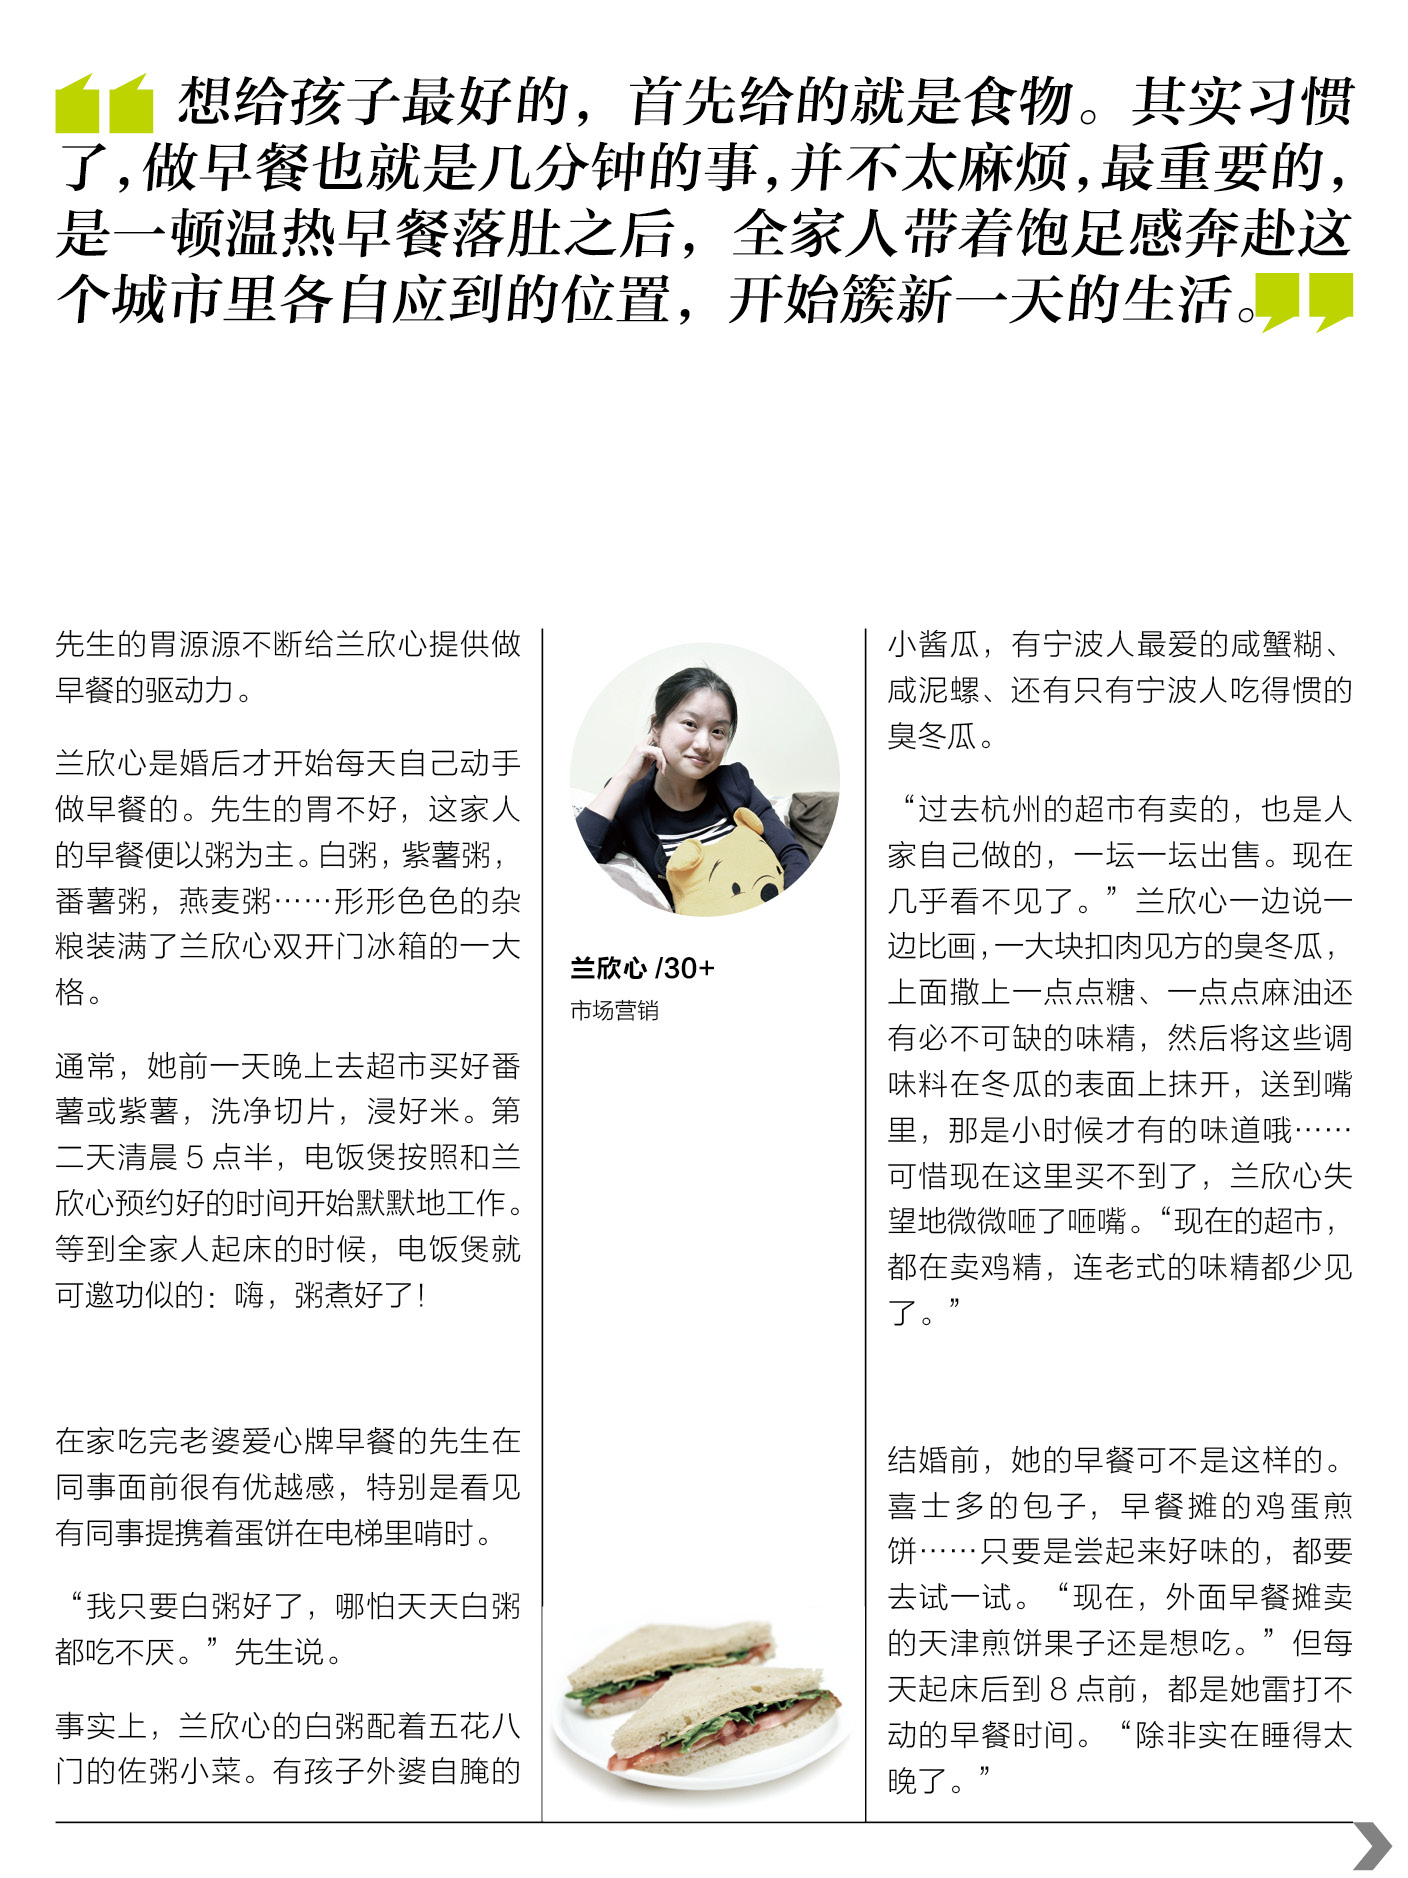 想给孩子最好的，首先给的就是食物。其实习惯
了，做早餐也就是几分钟的事，并不太麻烦，最重要的，
是一顿温热早餐落肚之后，全家人带着饱足感奔赴这
个城市里各自应到的位置，开始簇新一天的生活。
先生的胃源源不断给兰欣心提供做
早餐的驱动力。
兰欣心是婚后才开始每天自己动手
做早餐的。先生的胃不好，这家人
的早餐便以粥为主。白粥，紫薯粥，
番薯粥，燕麦粥……形形色色的杂
粮装满了兰欣心双开门冰箱的一大
格。
通常，她前一天晚上去超市买好番
薯或紫薯，洗净切片，浸好米。第
二天清晨 5 点半，电饭煲按照和兰
欣心预约好的时间开始默默地工作。
等到全家人起床的时候，电饭煲就
可邀功似的：嗨，粥煮好了！
在家吃完老婆爱心牌早餐的先生在
同事面前很有优越感，特别是看见
有同事提携着蛋饼在电梯里啃时。
“我只要白粥好了，哪怕天天白粥
都吃不厌。”先生说。
事实上，兰欣心的白粥配着五花八
门的佐粥小菜。有孩子外婆自腌的
兰欣心 /30+
市场营销
小酱瓜，有宁波人最爱的咸蟹糊、
咸泥螺、还有只有宁波人吃得惯的
臭冬瓜。
“过去杭州的超市有卖的，也是人
家自己做的，一坛一坛出售。现在
几乎看不见了。”兰欣心一边说一
边比画，一大块扣肉见方的臭冬瓜，
上面撒上一点点糖、一点点麻油还
有必不可缺的味精，然后将这些调
味料在冬瓜的表面上抹开，送到嘴
里，那是小时候才有的味道哦……
可惜现在这里买不到了，兰欣心失
望地微微咂了咂嘴。“现在的超市，
都在卖鸡精，连老式的味精都少见
了。”
结婚前，她的早餐可不是这样的。
喜士多的包子，早餐摊的鸡蛋煎
饼……只要是尝起来好味的，都要
去试一试。“现在，外面早餐摊卖
的天津煎饼果子还是想吃。”但每
天起床后到 8 点前，都是她雷打不
动的早餐时间。“除非实在睡得太
晚了。”